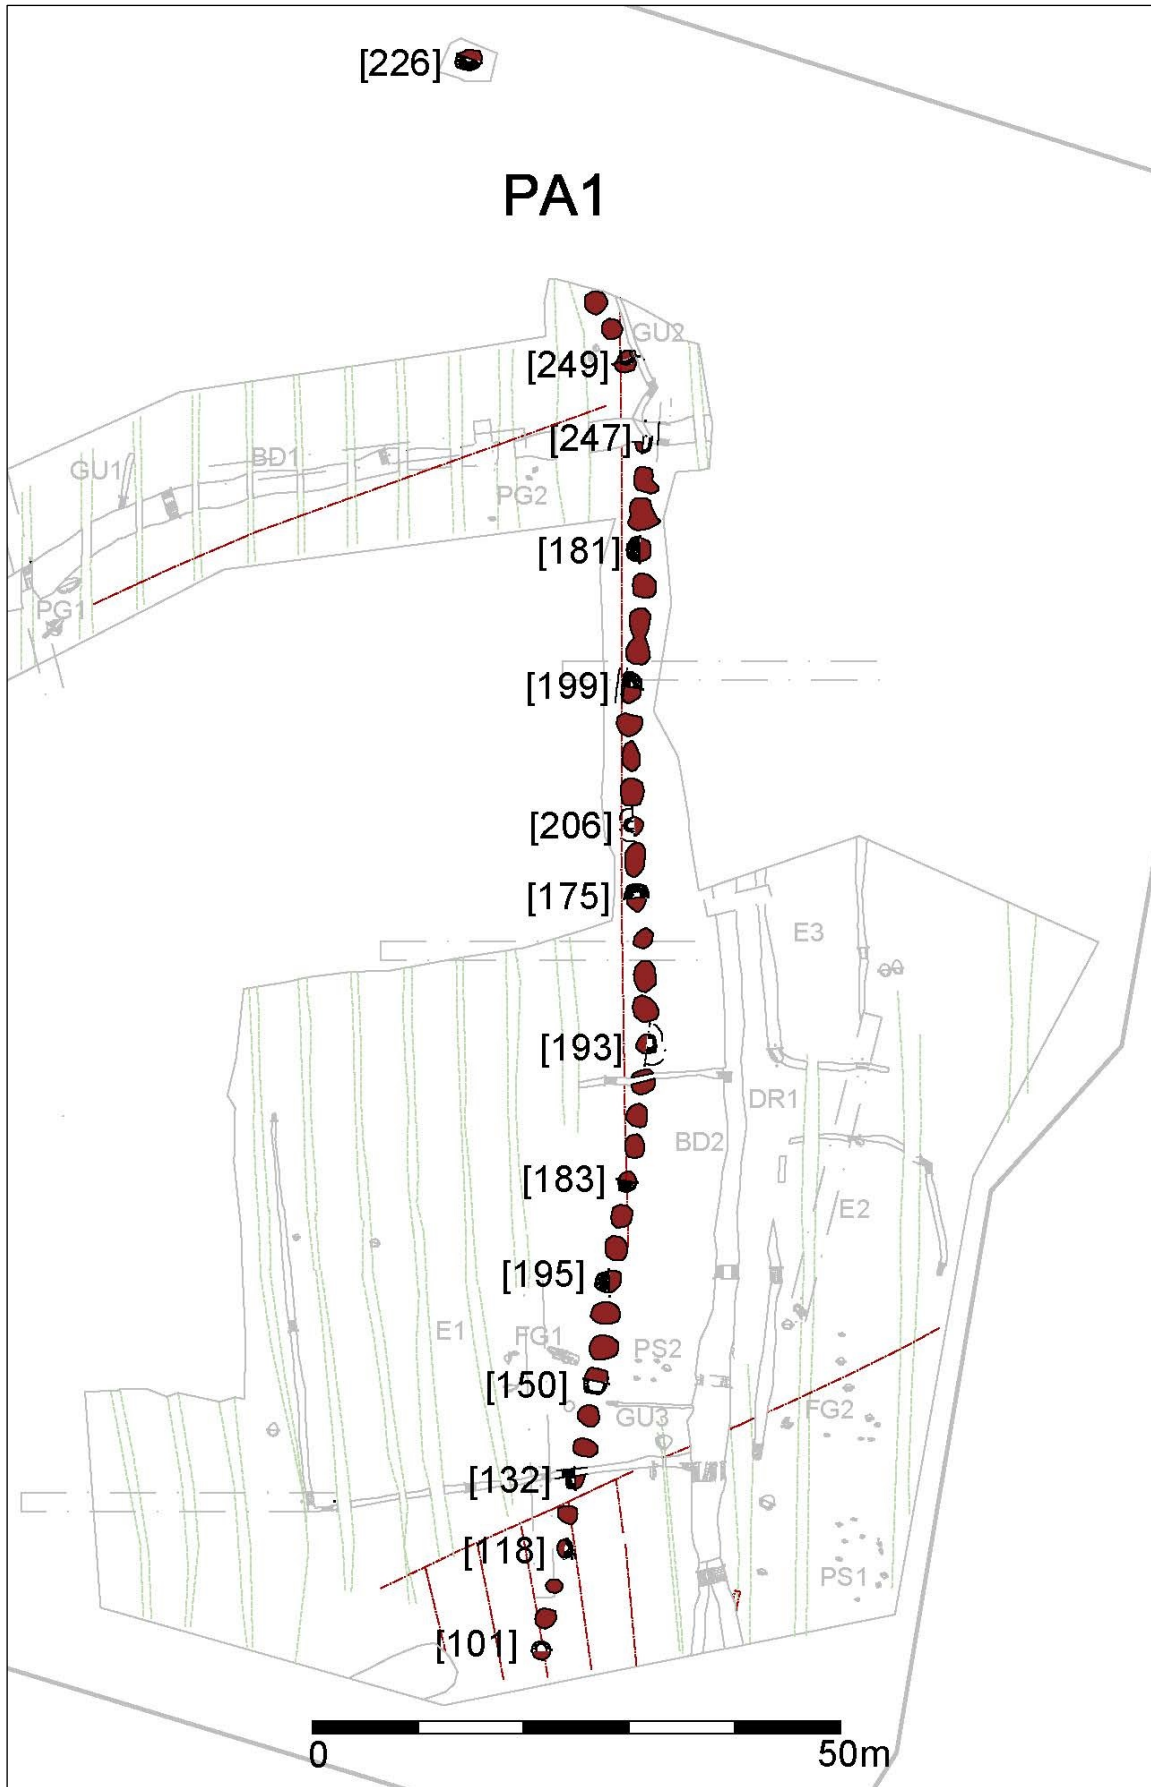 [226]
PA1
GU2
[249]
[247]
GU1
BD1
PG2
[181]
PG1
[199]
[206]
[175]
E3
[193]
DR1
BD2
[183]
E2
[195]
E1
FG1
PS2
[150]
FG2
GU3
[132]
[118]
PS1
[101]
0
50m